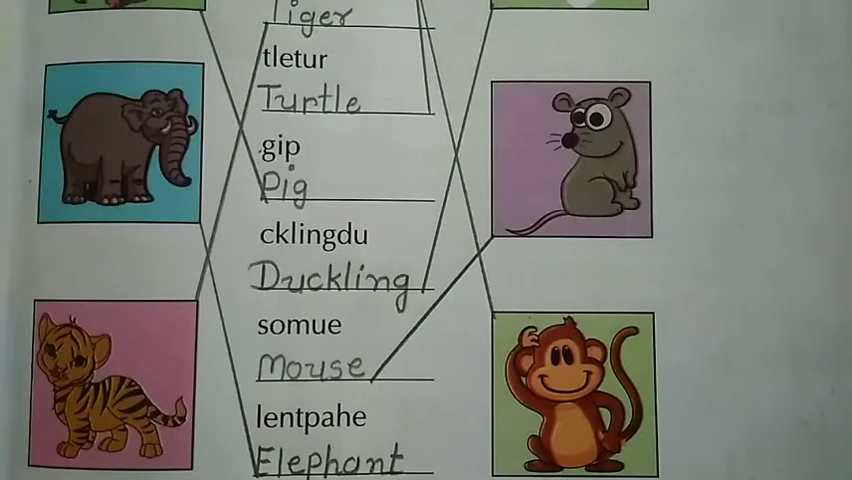 Tiger
tletur
Turtle
gip
Pig
cklingdu
Duckling
somue
Mouse
lentpahe
Elephant